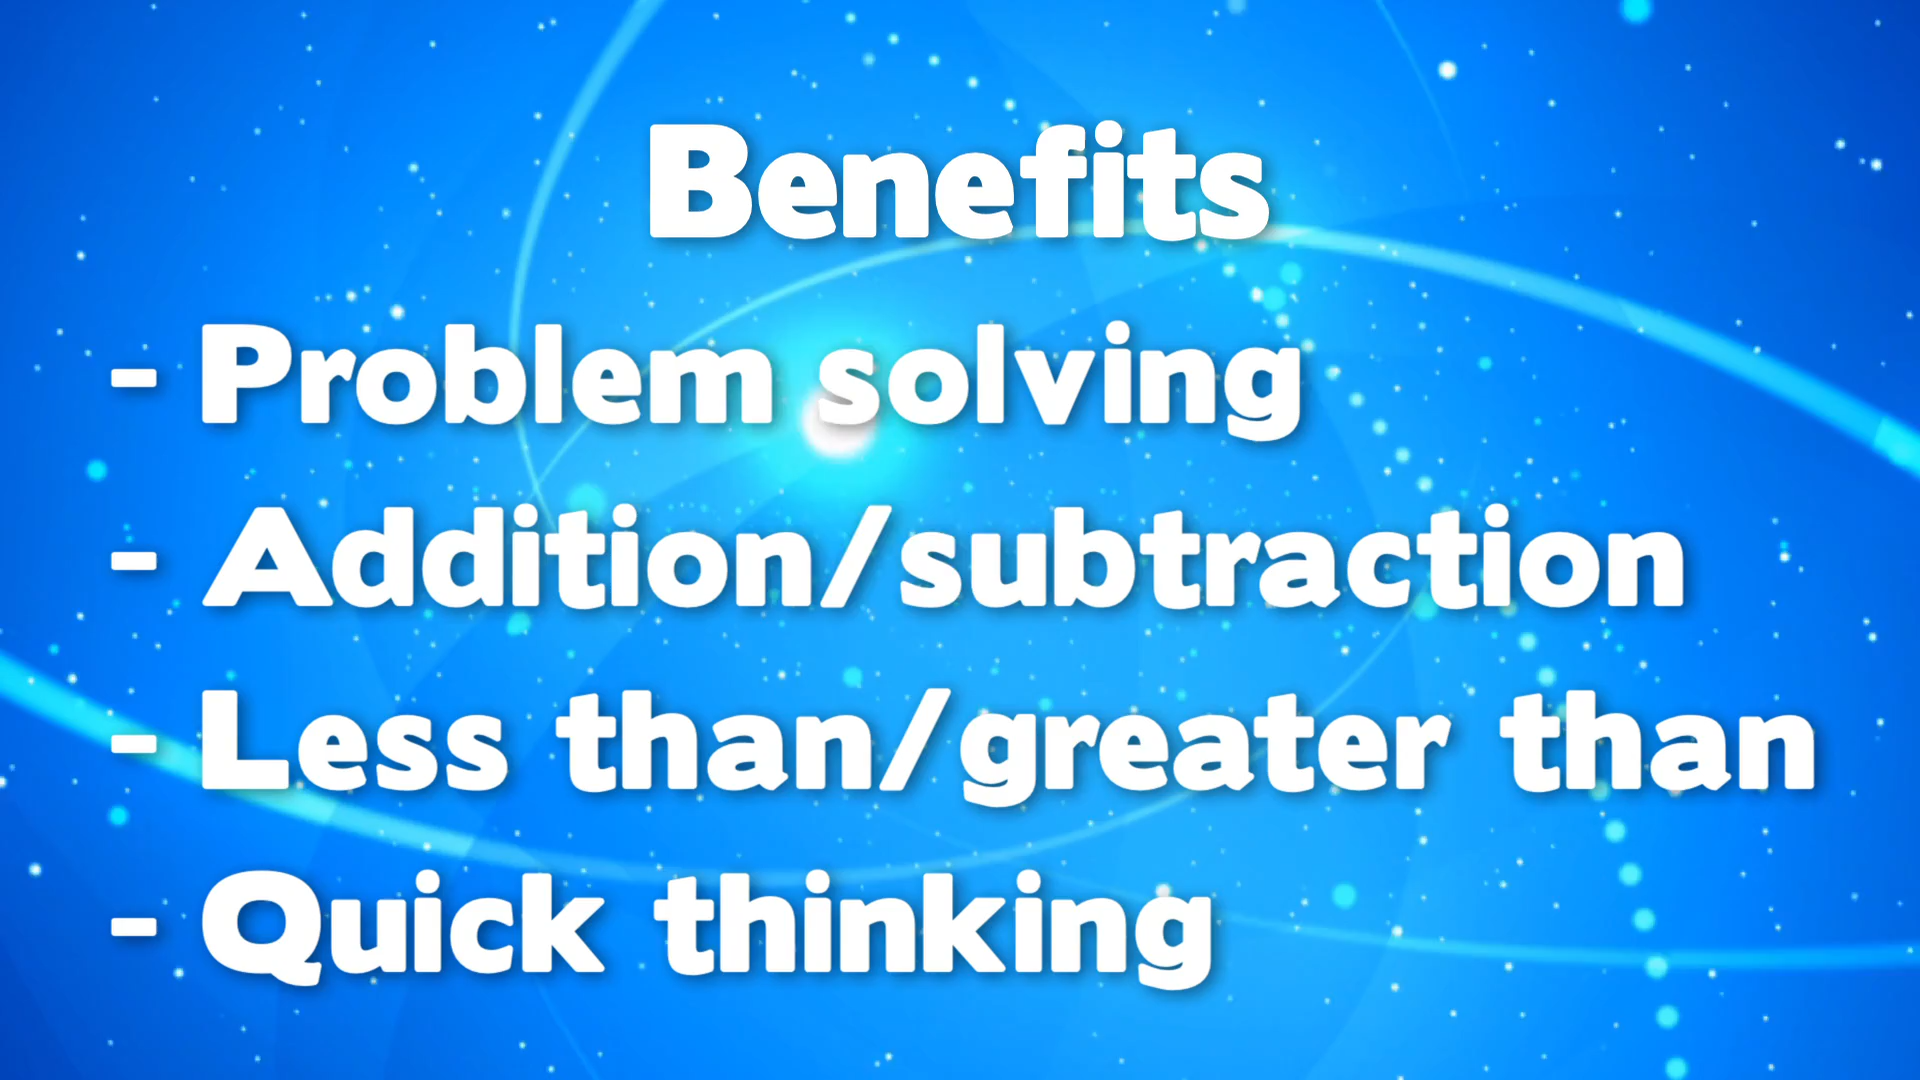 Benefits
- Problem solving
- Addition/subtraction
- Less than/greater than
- Quick thinking